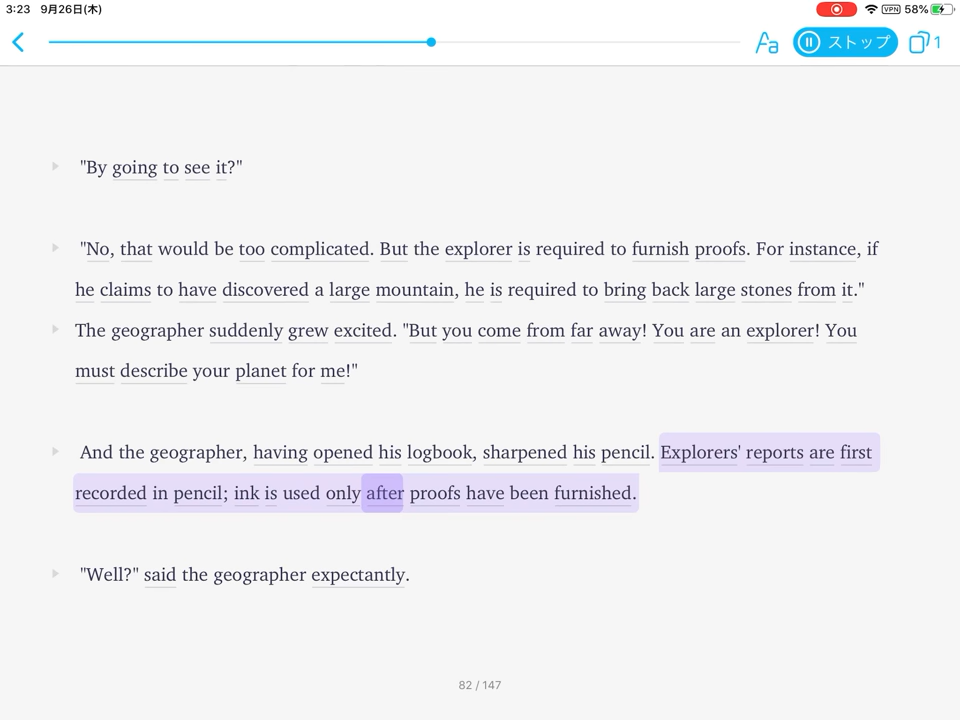 3:23 9月26日(木) VPN 58%
Aa ストップ 1
"By going to see it?"
"No, that would be too complicated. But the explorer is required to furnish proofs. For instance, if
he claims to have discovered a large mountain, he is required to bring back large stones from it."
The geographer suddenly grew excited. "But you come from far away! You are an explorer! You
must describe your planet for me!"
And the geographer, having opened his logbook, sharpened his pencil. Explorers' reports are first
recorded in pencil; ink is used only after proofs have been furnished.
"Well?" said the geographer expectantly.
82 / 147